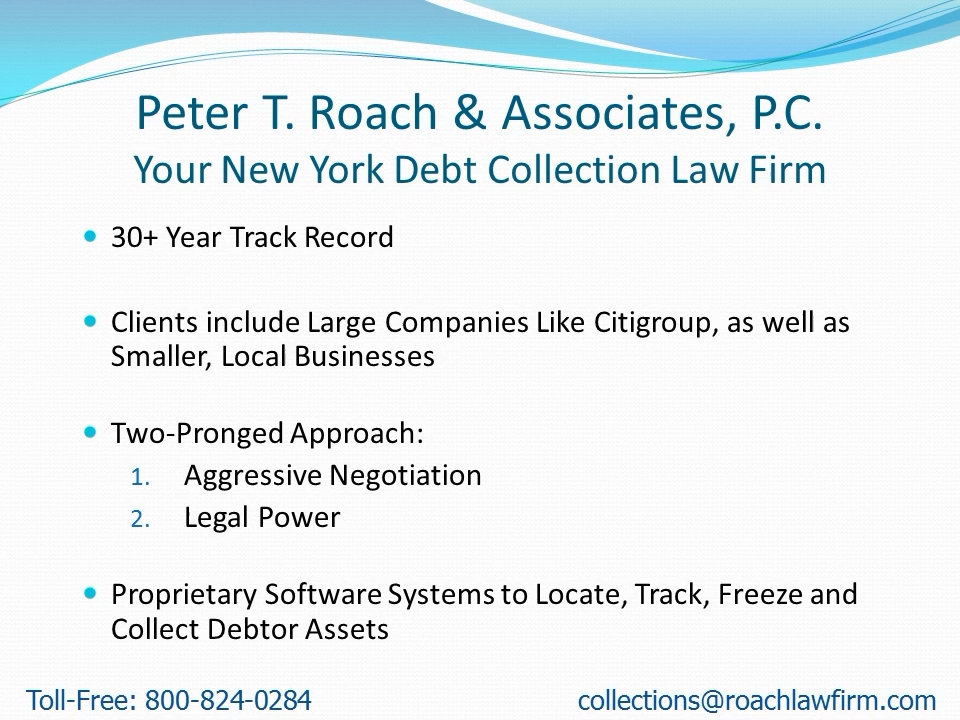 Peter T. Roach & Associates, P.C.
Your New York Debt Collection Law Firm
• 30+ Year Track Record
• Clients include Large Companies Like Citigroup, as well as
Smaller, Local Businesses
• Two-Pronged Approach:
1. Aggressive Negotiation
2. Legal Power
• Proprietary Software Systems to Locate, Track, Freeze and
Collect Debtor Assets
Toll-Free: 800-824-0284 collections@roachlawfirm.com